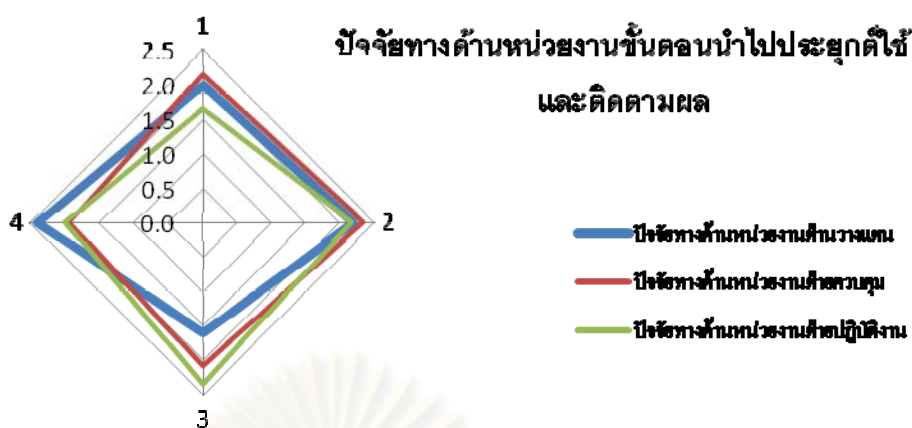 1
ปัจจัยทางด้านหน่วยงานขั้นตอนนำไปประยุกต์ใช้
และติดตามผล
2.5
2.0
1.5
1.0
0.5
0.0
4
2
3
ปัจจัยทางด้านหน่วยงานด้านวางแผน
ปัจจัยทางด้านหน่วยงานฝ่ายควบคุม
ปัจจัยทางด้านหน่วยงานฝ่ายปฏิบัติงาน